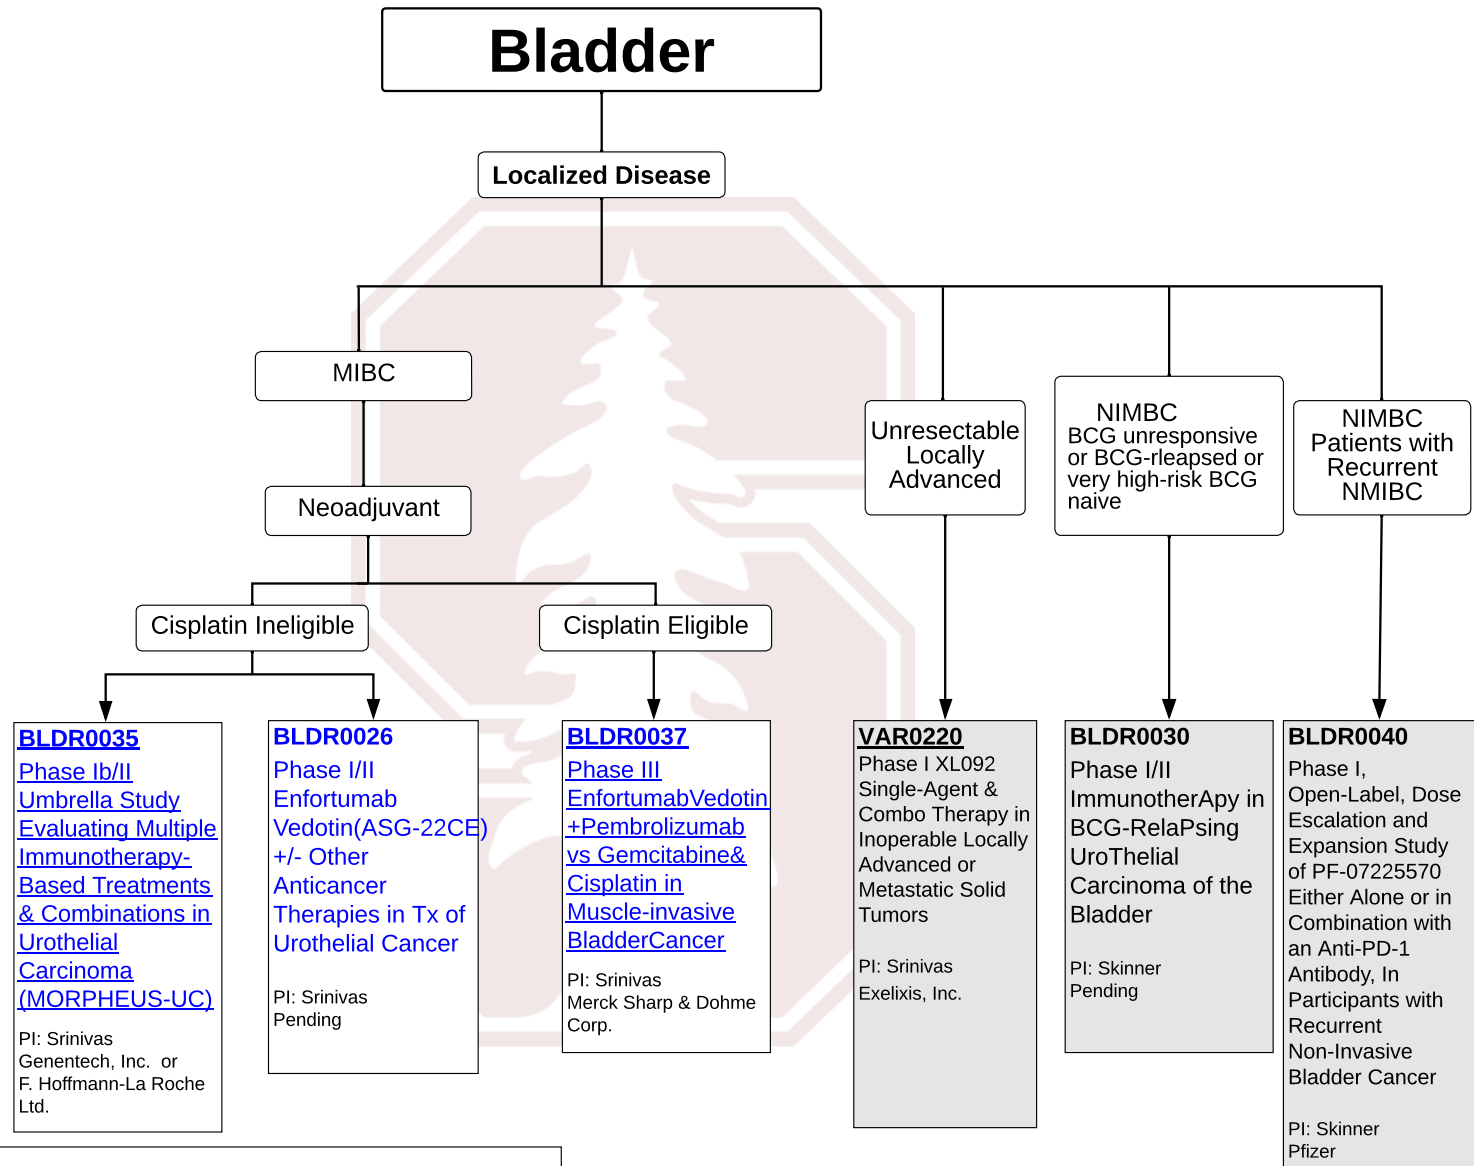 Bladder
Localized Disease
MIBC
Neoadjuvant
Unresectable
Locally
Advanced
NIMBC
BCG unresponsive
or BCG-rleapsed or
very high-risk BCG
naive
NIMBC
Patients with
Recurrent
NMIBC
Cisplatin Ineligible
Cisplatin Eligible
BLDR0035
Phase Ib/II
Umbrella Study
Evaluating Multiple
Immunotherapy-
Based Treatments
& Combinations in
Urothelial
Carcinoma
(MORPHEUS-UC)
PI: Srinivas
Genentech, Inc. or
F. Hoffmann-La Roche
Ltd.
BLDR0026
Phase I/II
Enfortumab
Vedotin(ASG-22CE)
+/- Other
Anticancer
Therapies in Tx of
Urothelial Cancer
PI: Srinivas
Pending
BLDR0037
Phase III
EnfortumabVedotin
+Pembrolizumab
vs Gemcitabine&
Cisplatin in
Muscle-invasive
BladderCancer
PI: Srinivas
Merck Sharp & Dohme
Corp.
VAR0220
Phase I XL092
Single-Agent &
Combo Therapy in
Inoperable Locally
Advanced or
Metastatic Solid
Tumors
PI: Srinivas
Exelixis, Inc.
BLDR0030
Phase I/II
ImmunotherApy in
BCG-RelaPsing
UroThelial
Carcinoma of the
Bladder
PI: Skinner
Pending
BLDR0040
Phase I,
Open-Label, Dose
Escalation and
Expansion Study
of PF-07225570
Either Alone or in
Combination with
an Anti-PD-1
Antibody, In
Participants with
Recurrent
Non-Invasive
Bladder Cancer
PI: Skinner
Pfizer